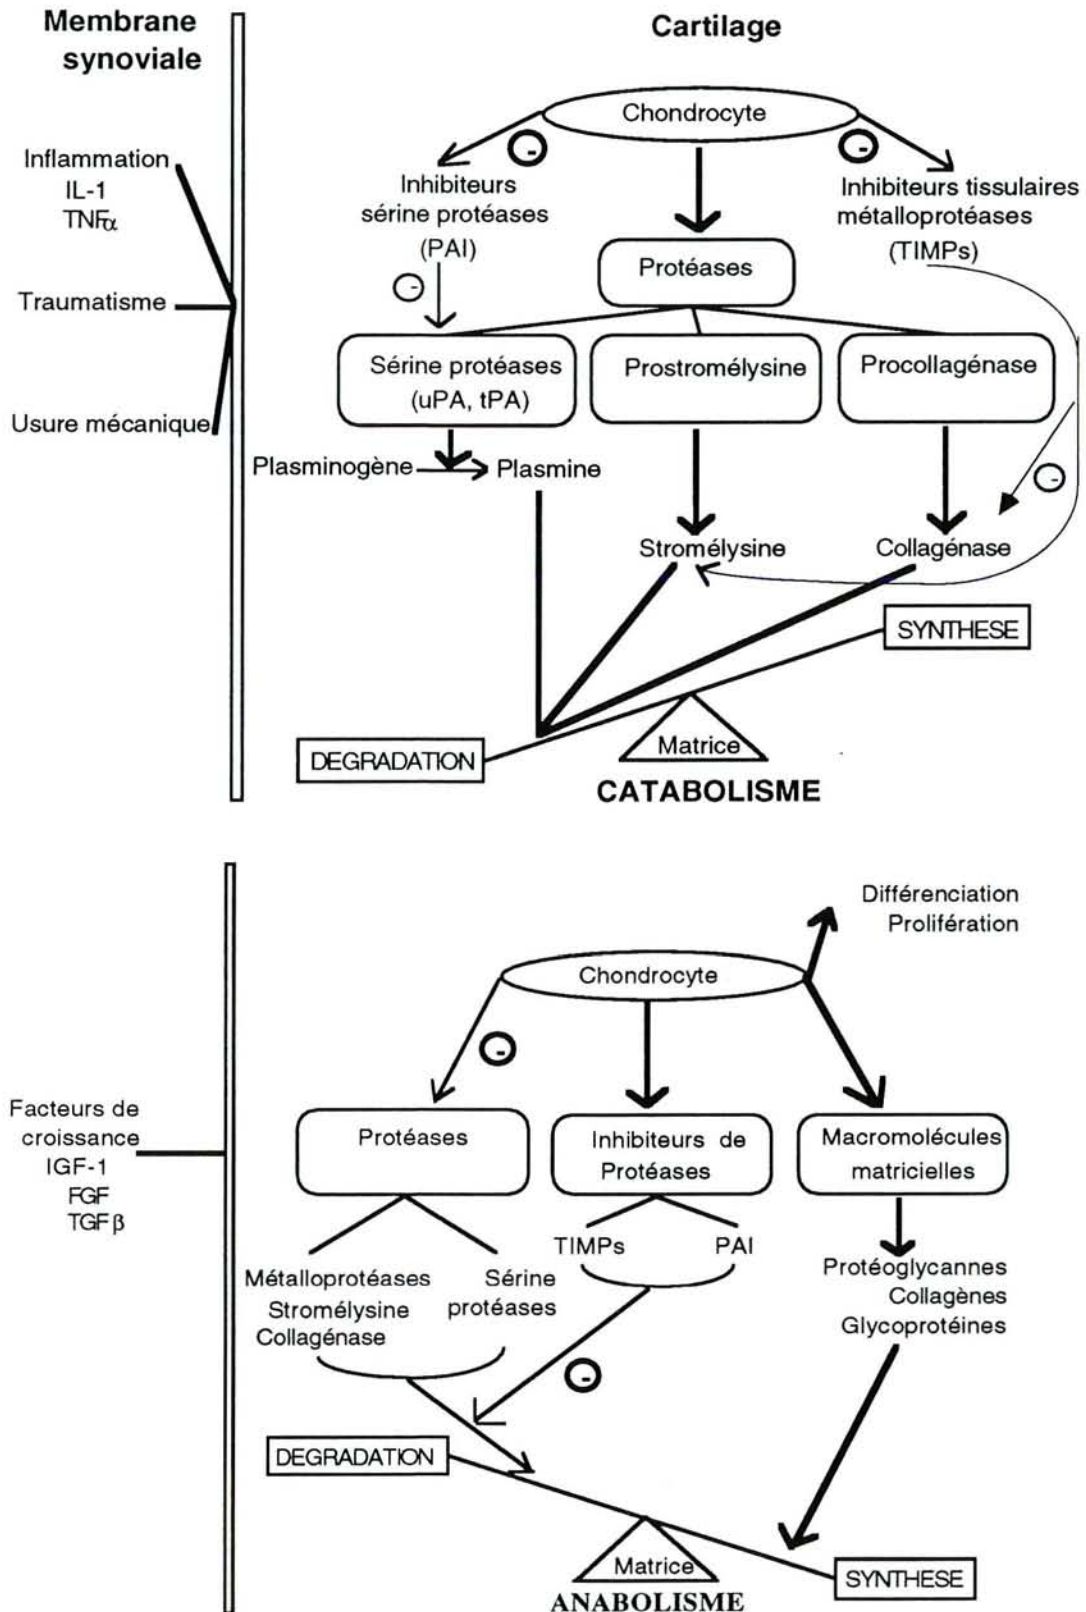 Membrane
synoviale
Cartilage
Chondrocyte
-
-
Inflammation
IL-1
TNFα
Inhibiteurs
sérine protéases
(PAI)
Inhibiteurs tissulaires
métalloprotéases
(TIMPs)
Protéases
-
Traumatisme
Sérine protéases
(uPA, tPA)
Prostromélysine
Procollagénase
Usure mécanique
Plasminogène
Plasmine
-
Stromélysine
Collagénase
SYNTHESE
DEGRADATION
Matrice
CATABOLISME
Différenciation
Prolifération
Chondrocyte
-
Facteurs de
croissance
IGF-1
FGF
TGF β
Protéases
Inhibiteurs de
Protéases
Macromolécules
matricielles
TIMPs
PAI
Métalloprotéases
Stromélysine
Collagénase
Sérine
protéases
Protéoglycannes
Collagènes
Glycoprotéines
-
DEGRADATION
Matrice
SYNTHESE
ANABOLISME